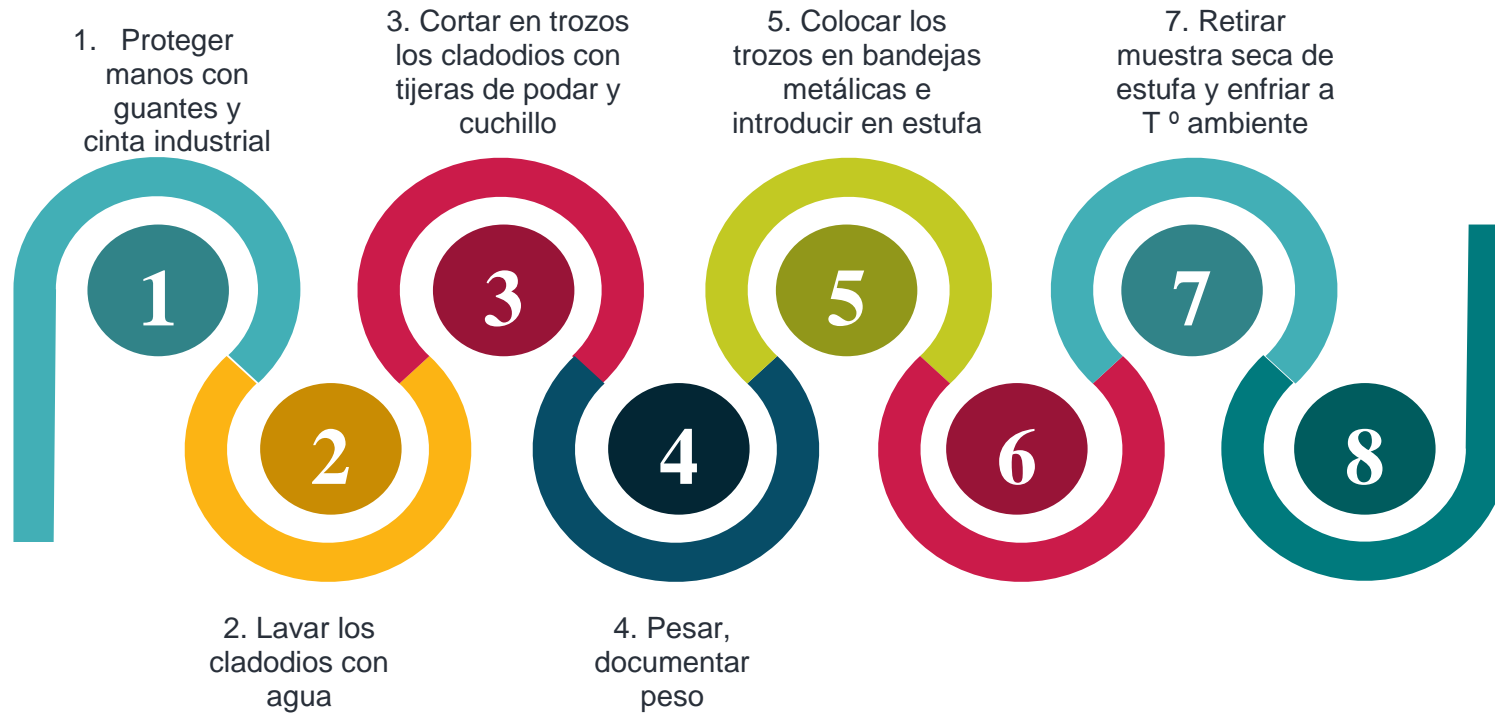 1. Proteger
manos con
guantes y
cinta industrial
3. Cortar en trozos
los cladodios con
tijeras de podar y
cuchillo
5. Colocar los
trozos en bandejas
metálicas e
introducir en estufa
7. Retirar
muestra seca de
estufa y enfriar a
T º ambiente
1
3
5
7
2
4
6
8
2. Lavar los
cladodios con
agua
4. Pesar,
documentar
peso